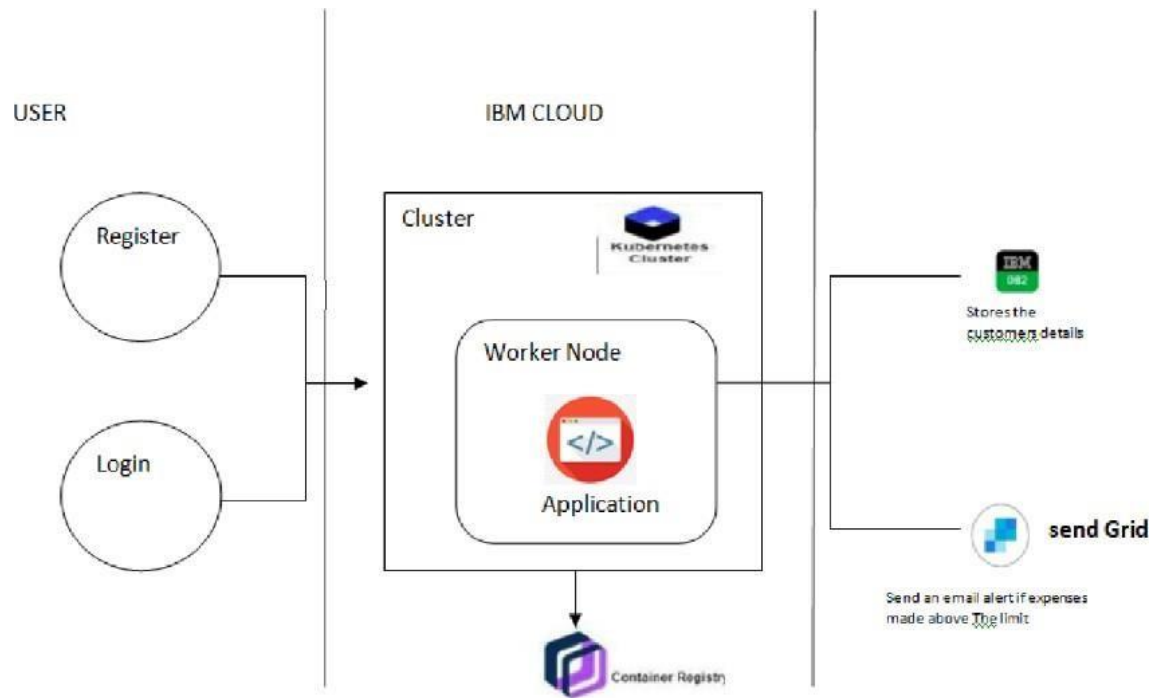 USER
IBM CLOUD
Register
Login
Cluster
Kubernetes
Cluster
Worker Node
</>
Application
Container Registry
IBM
DB2
Stores the
customers details
send Grid
Send an email alert if expenses
made above The limit